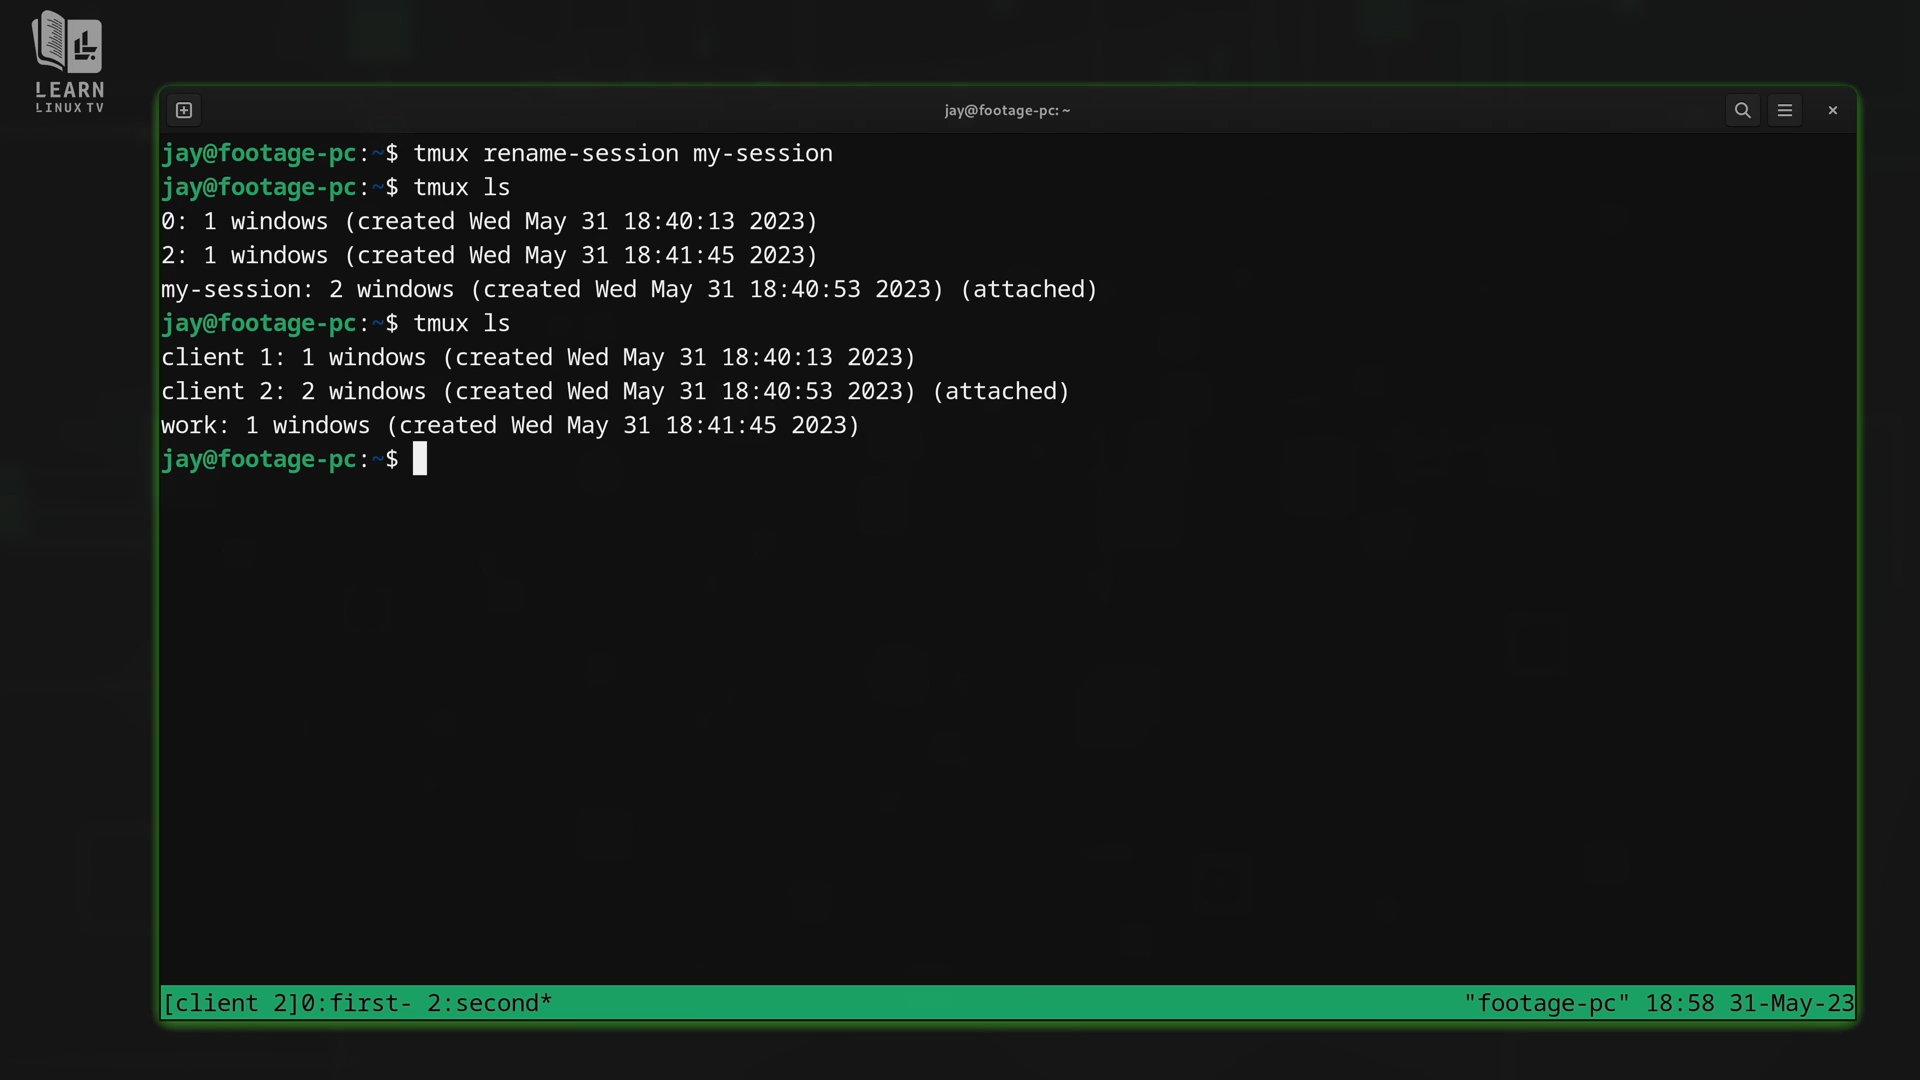 LEARN
LINUX TV
jay@footage-pc: ~
jay@footage-pc:~$ tmux rename-session my-session
jay@footage-pc:~$ tmux ls
0: 1 windows (created Wed May 31 18:40:13 2023)
2: 1 windows (created Wed May 31 18:41:45 2023)
my-session: 2 windows (created Wed May 31 18:40:53 2023) (attached)
jay@footage-pc:~$ tmux ls
client 1: 1 windows (created Wed May 31 18:40:13 2023)
client 2: 2 windows (created Wed May 31 18:40:53 2023) (attached)
work: 1 windows (created Wed May 31 18:41:45 2023)
jay@footage-pc:~$
[client 2]0:first- 2:second* "footage-pc" 18:58 31-May-23